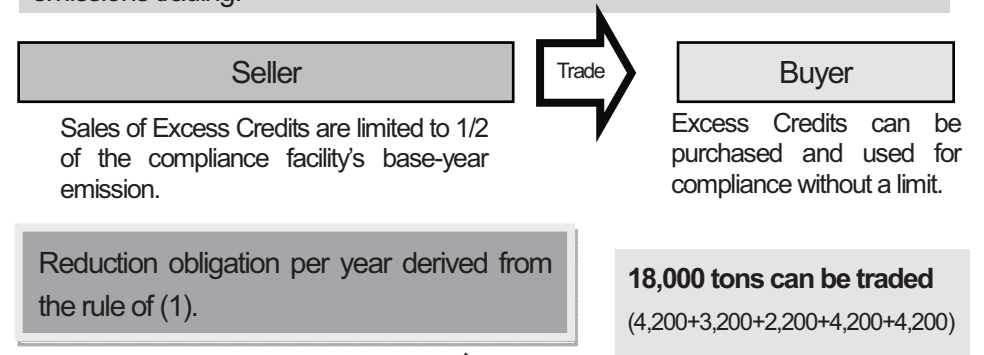 emissions trading.
Seller
Trade
Buyer
Sales of Excess Credits are limited to 1/2
of the compliance facility's base-year
emission.
Excess Credits can be
purchased and used for
compliance without a limit.
Reduction obligation per year derived from
the rule of (1).
18,000 tons can be traded
(4,200+3,200+2,200+4,200+4,200)